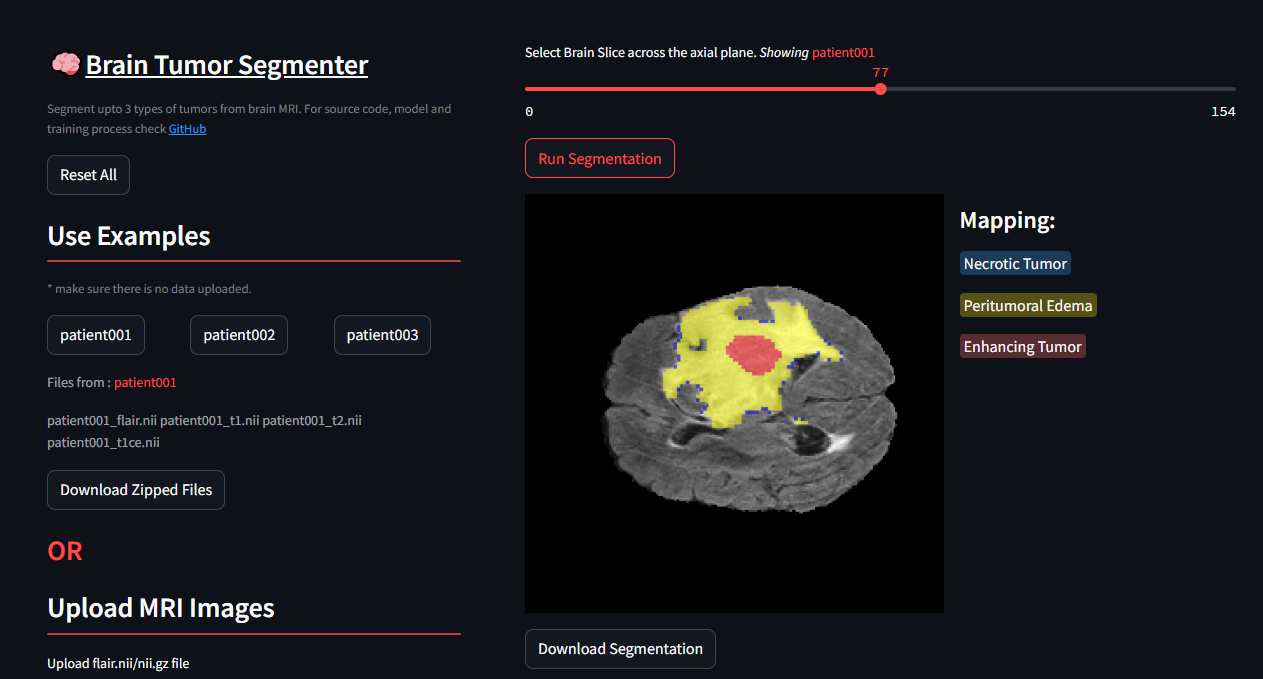 Brain Tumor Segmenter
Segment upto 3 types of tumors from brain MRI. For source code, model and
training process check GitHub
Reset All
Use Examples
* make sure there is no data uploaded.
patient001 patient002 patient003
Files from : patient001
patient001_flair.nii patient001_t1.nii patient001_t2.nii
patient001_t1ce.nii
Download Zipped Files
OR
Upload MRI Images
Upload flair.nii/nii.gz file
Select Brain Slice across the axial plane. Showing patient001
77
0 154
Run Segmentation
Mapping:
Necrotic Tumor
Peritumoral Edema
Enhancing Tumor
Download Segmentation